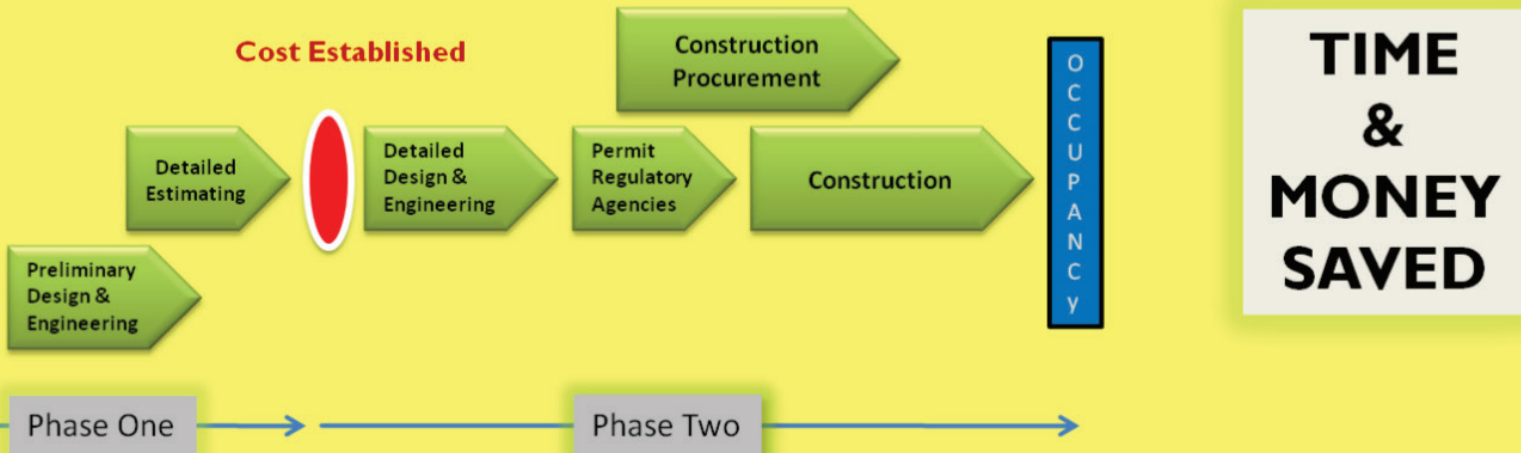 Cost Established
Construction
Procurement
Detailed
Estimating
Detailed
Design &
Engineering
Permit
Regulatory
Agencies
Construction
Preliminary
Design &
Engineering
OCCUPANCy
TIME
&
MONEY
SAVED
Phase One
Phase Two